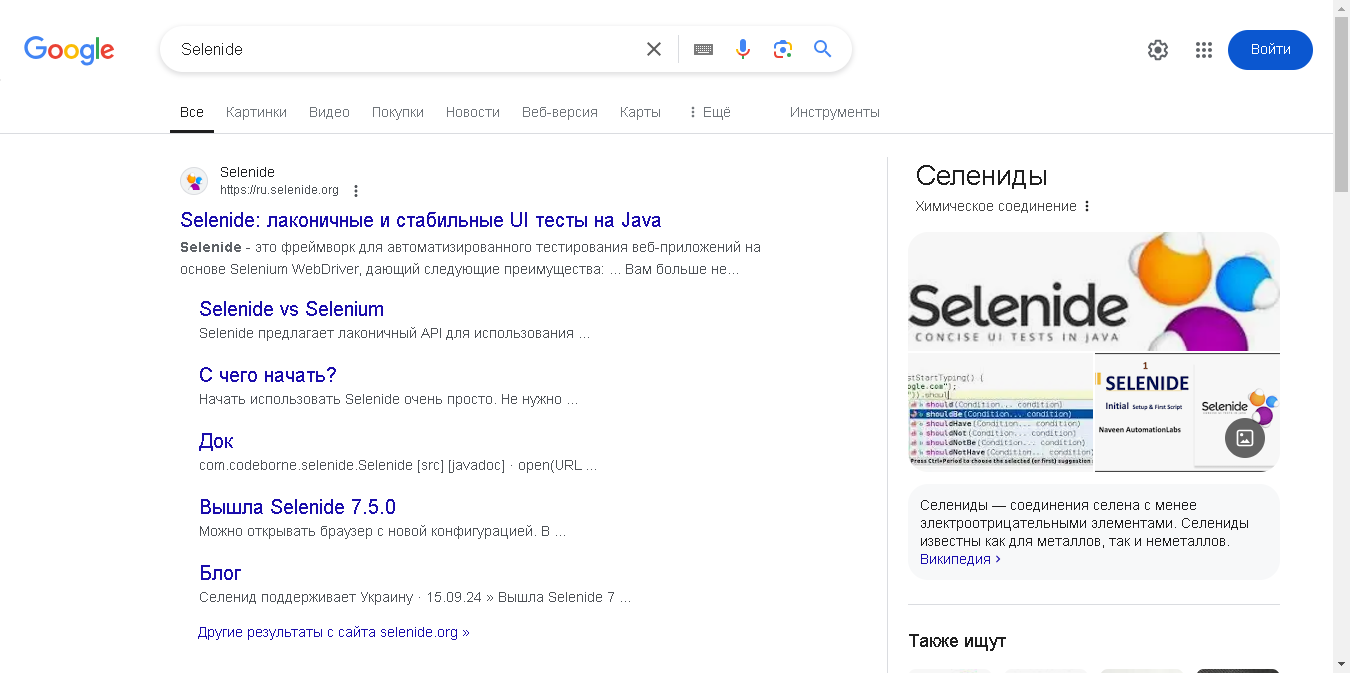 Google
Selenide
Войти
Все Картинки Видео Покупки Новости Веб-версия Карты Ещё Инструменты
Selenide
https://ru.selenide.org
Selenide: лаконичные и стабильные UI тесты на Java
Selenide - это фреймворк для автоматизированного тестирования веб-приложений на
основе Selenium WebDriver, дающий следующие преимущества: ... Вам больше не...
Selenide vs Selenium
Selenide предлагает лаконичный API для использования ...
С чего начать?
Начать использовать Selenide очень просто. Не нужно ...
Док
com.codeborne.selenide.Selenide [src] [javadoc] · open(URL ...
Вышла Selenide 7.5.0
Можно открывать браузер с новой конфигурацией. В ...
Блог
Селенид поддерживает Украину · 15.09.24 » Вышла Selenide 7 ...
Другие результаты с сайта selenide.org »
Селениды
Химическое соединение
Selenide
CONCISE UI TESTS IN JAVA
stStartTyping() {
ogle.com");
")).shoul
should(Condition... condition)
shouldBe(Condition... condition)
shouldHave(Condition... condition)
shouldNot(Condition... condition)
shouldNotBe(Condition... condition)
shouldNotHave(Condition... condition)
Press Ctrl+Period to choose the selected (or first) suggestion
1
SELENIDE
Initial Setup & First Script
Naveen AutomationLabs
Selenide
Селениды — соединения селена с менее
электроотрицательными элементами. Селениды
известны как для металлов, так и неметаллов.
Википедия ›
Также ищут